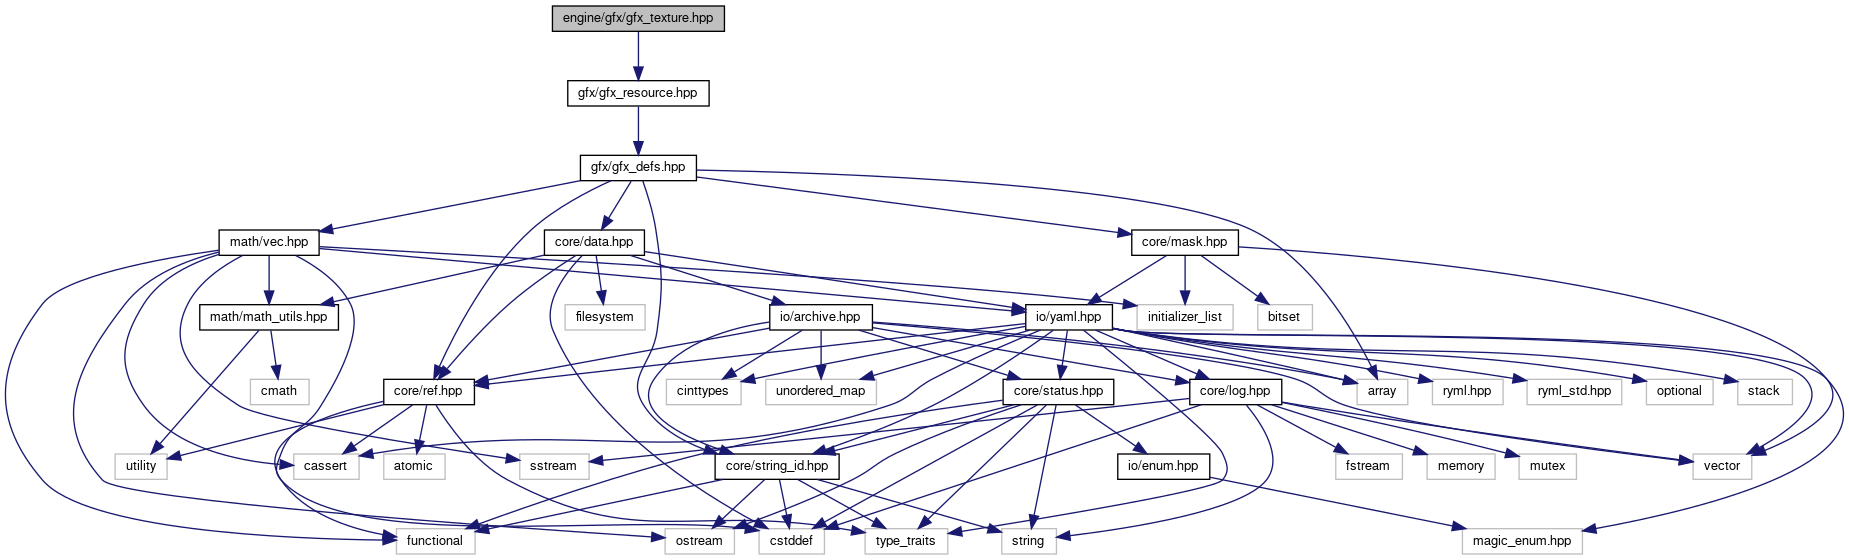 engine/gfx/gfx_texture.hpp
gfx/gfx_resource.hpp
gfx/gfx_defs.hpp
math/vec.hpp
core/data.hpp
core/mask.hpp
math/math_utils.hpp
filesystem
io/archive.hpp
io/yaml.hpp
initializer_list
bitset
cmath
core/ref.hpp
cinttypes
unordered_map
core/status.hpp
core/log.hpp
array
ryml.hpp
ryml_std.hpp
optional
stack
utility
cassert
atomic
sstream
core/string_id.hpp
io/enum.hpp
fstream
memory
mutex
vector
functional
ostream
cstddef
type_traits
string
magic_enum.hpp